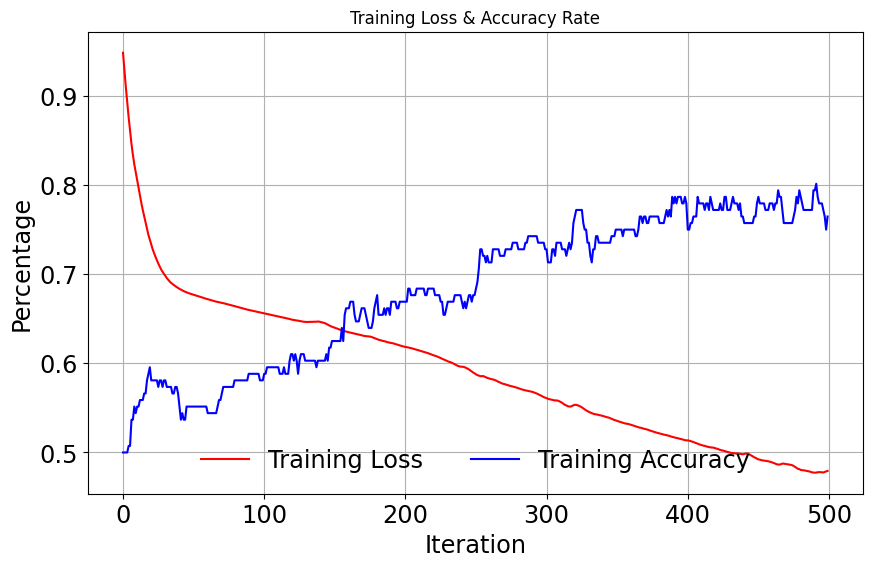 Training Loss & Accuracy Rate
Percentage
0.9
0.8
0.7
0.6
0.5
Training Loss Training Accuracy
0 100 200 300 400 500
Iteration